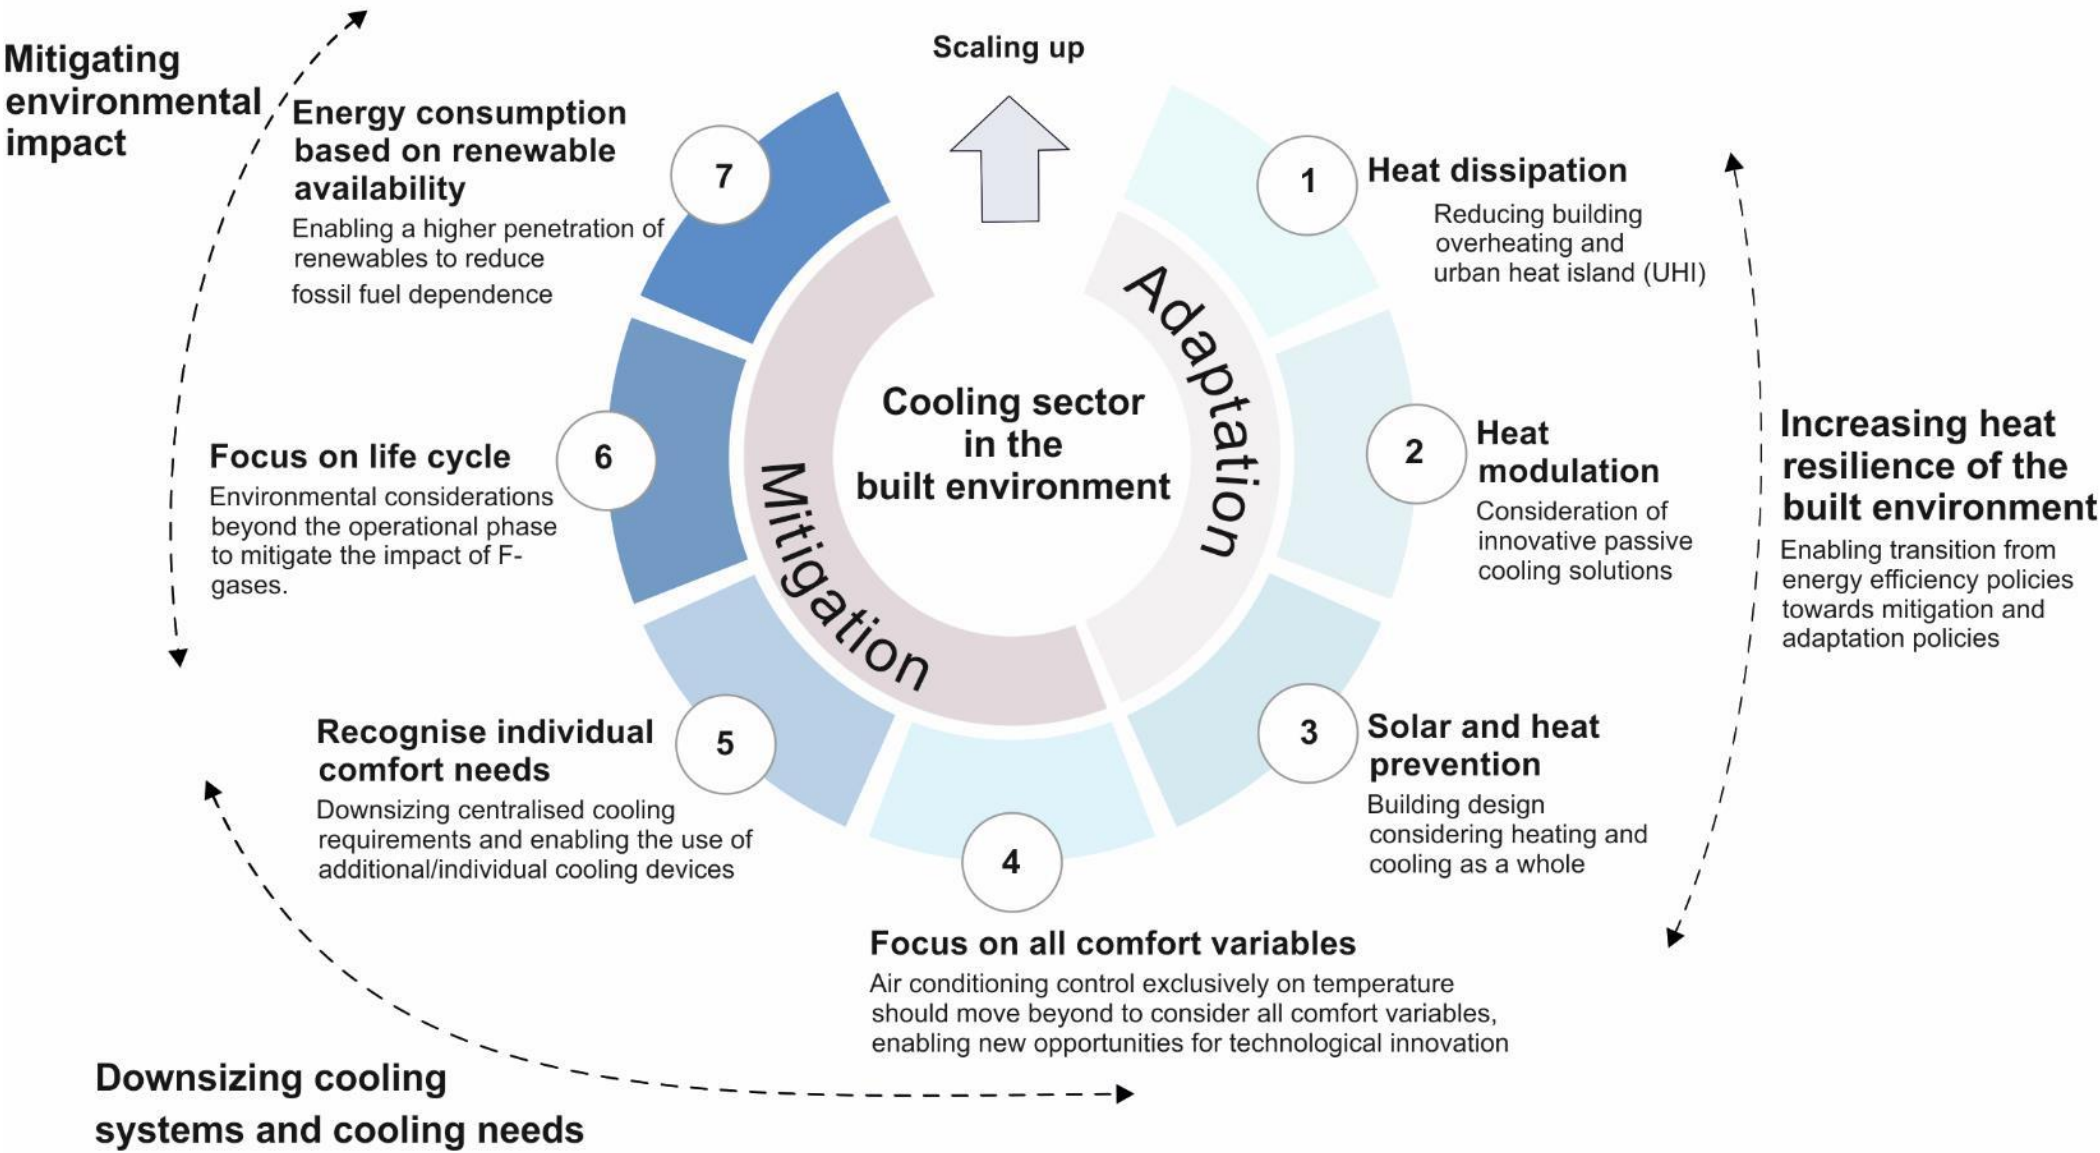 Scaling up
Mitigating
environmental
impact
Energy consumption
based on renewable
availability
Enabling a higher penetration of
renewables to reduce
fossil fuel dependence
7
1
Heat dissipation
Reducing building
overheating and
urban heat island (UHI)
Adaptation
Mitigation
Cooling sector
in the
built environment
2
Heat
modulation
Consideration of
innovative passive
cooling solutions
Increasing heat
resilience of the
built environment
Enabling transition from
energy efficiency policies
towards mitigation and
adaptation policies
Focus on life cycle
Environmental considerations
beyond the operational phase
to mitigate the impact of F-
gases.
6
3
Solar and heat
prevention
Building design
considering heating and
cooling as a whole
Recognise individual
comfort needs
Downsizing centralised cooling
requirements and enabling the use of
additional/individual cooling devices
5
4
Focus on all comfort variables
Air conditioning control exclusively on temperature
should move beyond to consider all comfort variables,
enabling new opportunities for technological innovation
Downsizing cooling
systems and cooling needs